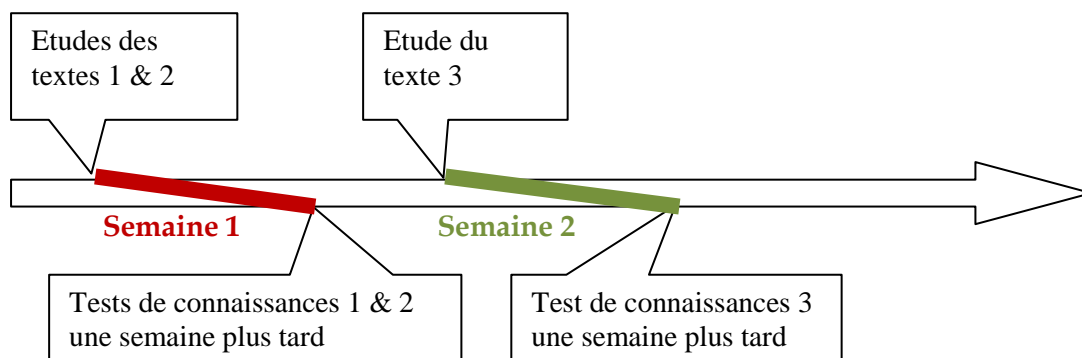 Etudes des
textes 1 & 2
Etude du
texte 3
Semaine 1
Semaine 2
Tests de connaissances 1 & 2
une semaine plus tard
Test de connaissances 3
une semaine plus tard